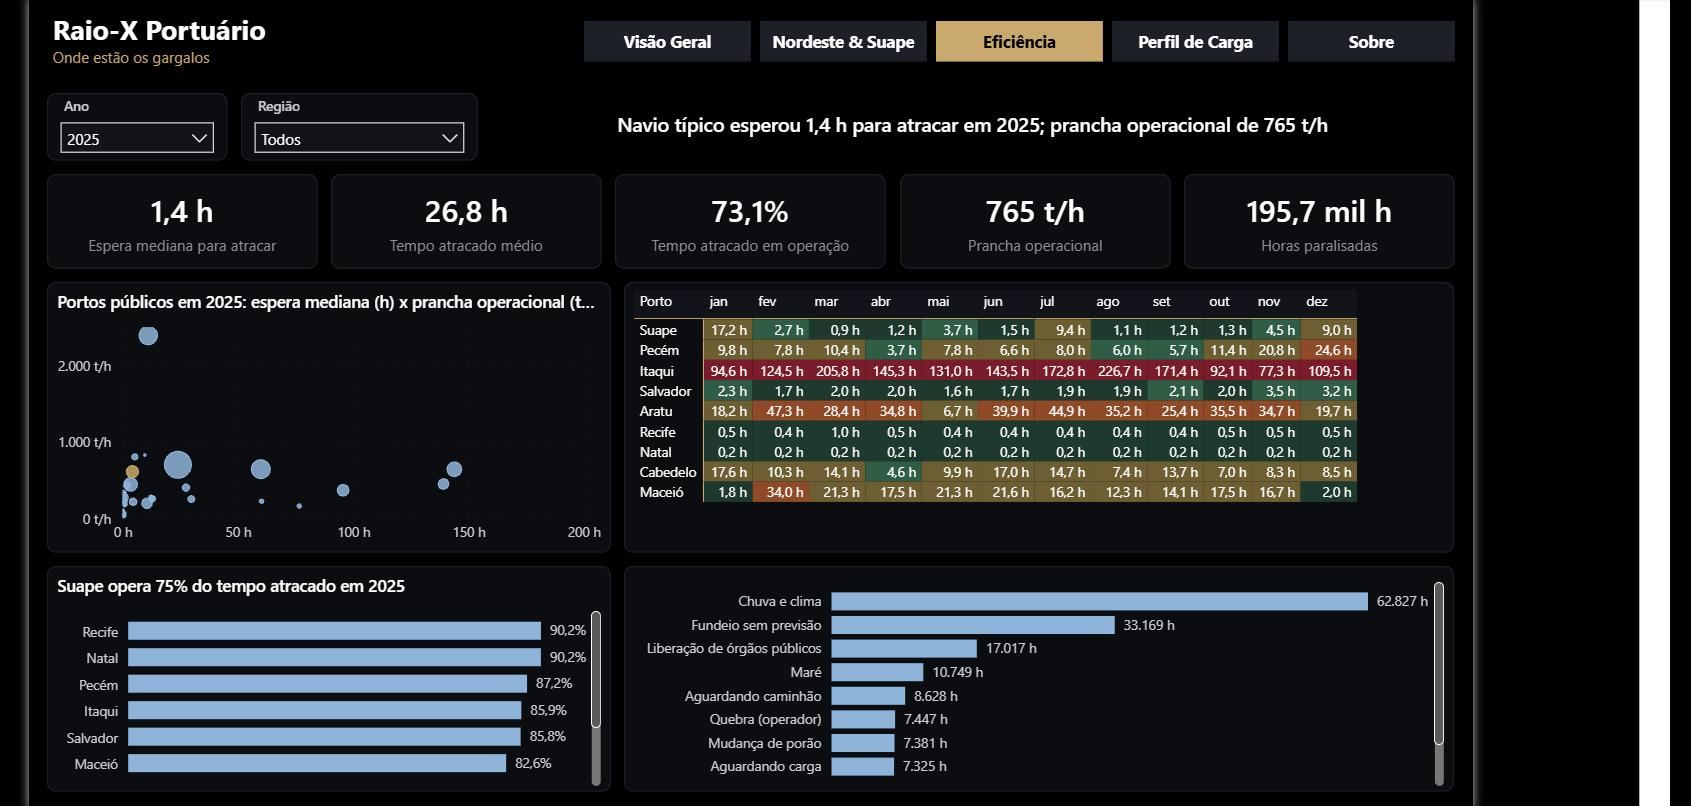 Raio-X Portuário
Onde estão os gargalos
Visão Geral
Nordeste & Suape
Eficiência
Perfil de Carga
Sobre
Ano
2025
Região
Todos
Navio típico esperou 1,4 h para atracar em 2025; prancha operacional de 765 t/h
1,4 h
Espera mediana para atracar
26,8 h
Tempo atracado médio
73,1%
Tempo atracado em operação
765 t/h
Prancha operacional
195,7 mil h
Horas paralisadas
Portos públicos em 2025: espera mediana (h) x prancha operacional (t...
2.000 t/h
1.000 t/h
0 t/h
0 h 50 h 100 h 150 h 200 h
Porto jan fev mar abr mai jun jul ago set out nov dez
Suape 17,2 h 2,7 h 0,9 h 1,2 h 3,7 h 1,5 h 9,4 h 1,1 h 1,2 h 1,3 h 4,5 h 9,0 h
Pecém 9,8 h 7,8 h 10,4 h 3,7 h 7,8 h 6,6 h 8,0 h 6,0 h 5,7 h 11,4 h 20,8 h 24,6 h
Itaqui 94,6 h 124,5 h 205,8 h 145,3 h 131,0 h 143,5 h 172,8 h 226,7 h 171,4 h 92,1 h 77,3 h 109,5 h
Salvador 2,3 h 1,7 h 2,0 h 2,0 h 1,6 h 1,7 h 1,9 h 1,9 h 2,1 h 2,0 h 3,5 h 3,2 h
Aratu 18,2 h 47,3 h 28,4 h 34,8 h 6,7 h 39,9 h 44,9 h 35,2 h 25,4 h 35,5 h 34,7 h 19,7 h
Recife 0,5 h 0,4 h 1,0 h 0,5 h 0,4 h 0,4 h 0,4 h 0,4 h 0,4 h 0,5 h 0,5 h 0,5 h
Natal 0,2 h 0,2 h 0,2 h 0,2 h 0,2 h 0,2 h 0,2 h 0,2 h 0,2 h 0,2 h 0,2 h 0,2 h
Cabedelo 17,6 h 10,3 h 14,1 h 4,6 h 9,9 h 17,0 h 14,7 h 7,4 h 13,7 h 7,0 h 8,3 h 8,5 h
Maceió 1,8 h 34,0 h 21,3 h 17,5 h 21,3 h 21,6 h 16,2 h 12,3 h 14,1 h 17,5 h 16,7 h 2,0 h
Suape opera 75% do tempo atracado em 2025
Recife 90,2%
Natal 90,2%
Pecém 87,2%
Itaqui 85,9%
Salvador 85,8%
Maceió 82,6%
Chuva e clima 62.827 h
Fundeio sem previsão 33.169 h
Liberação de órgãos públicos 17.017 h
Maré 10.749 h
Aguardando caminhão 8.628 h
Quebra (operador) 7.447 h
Mudança de porão 7.381 h
Aguardando carga 7.325 h